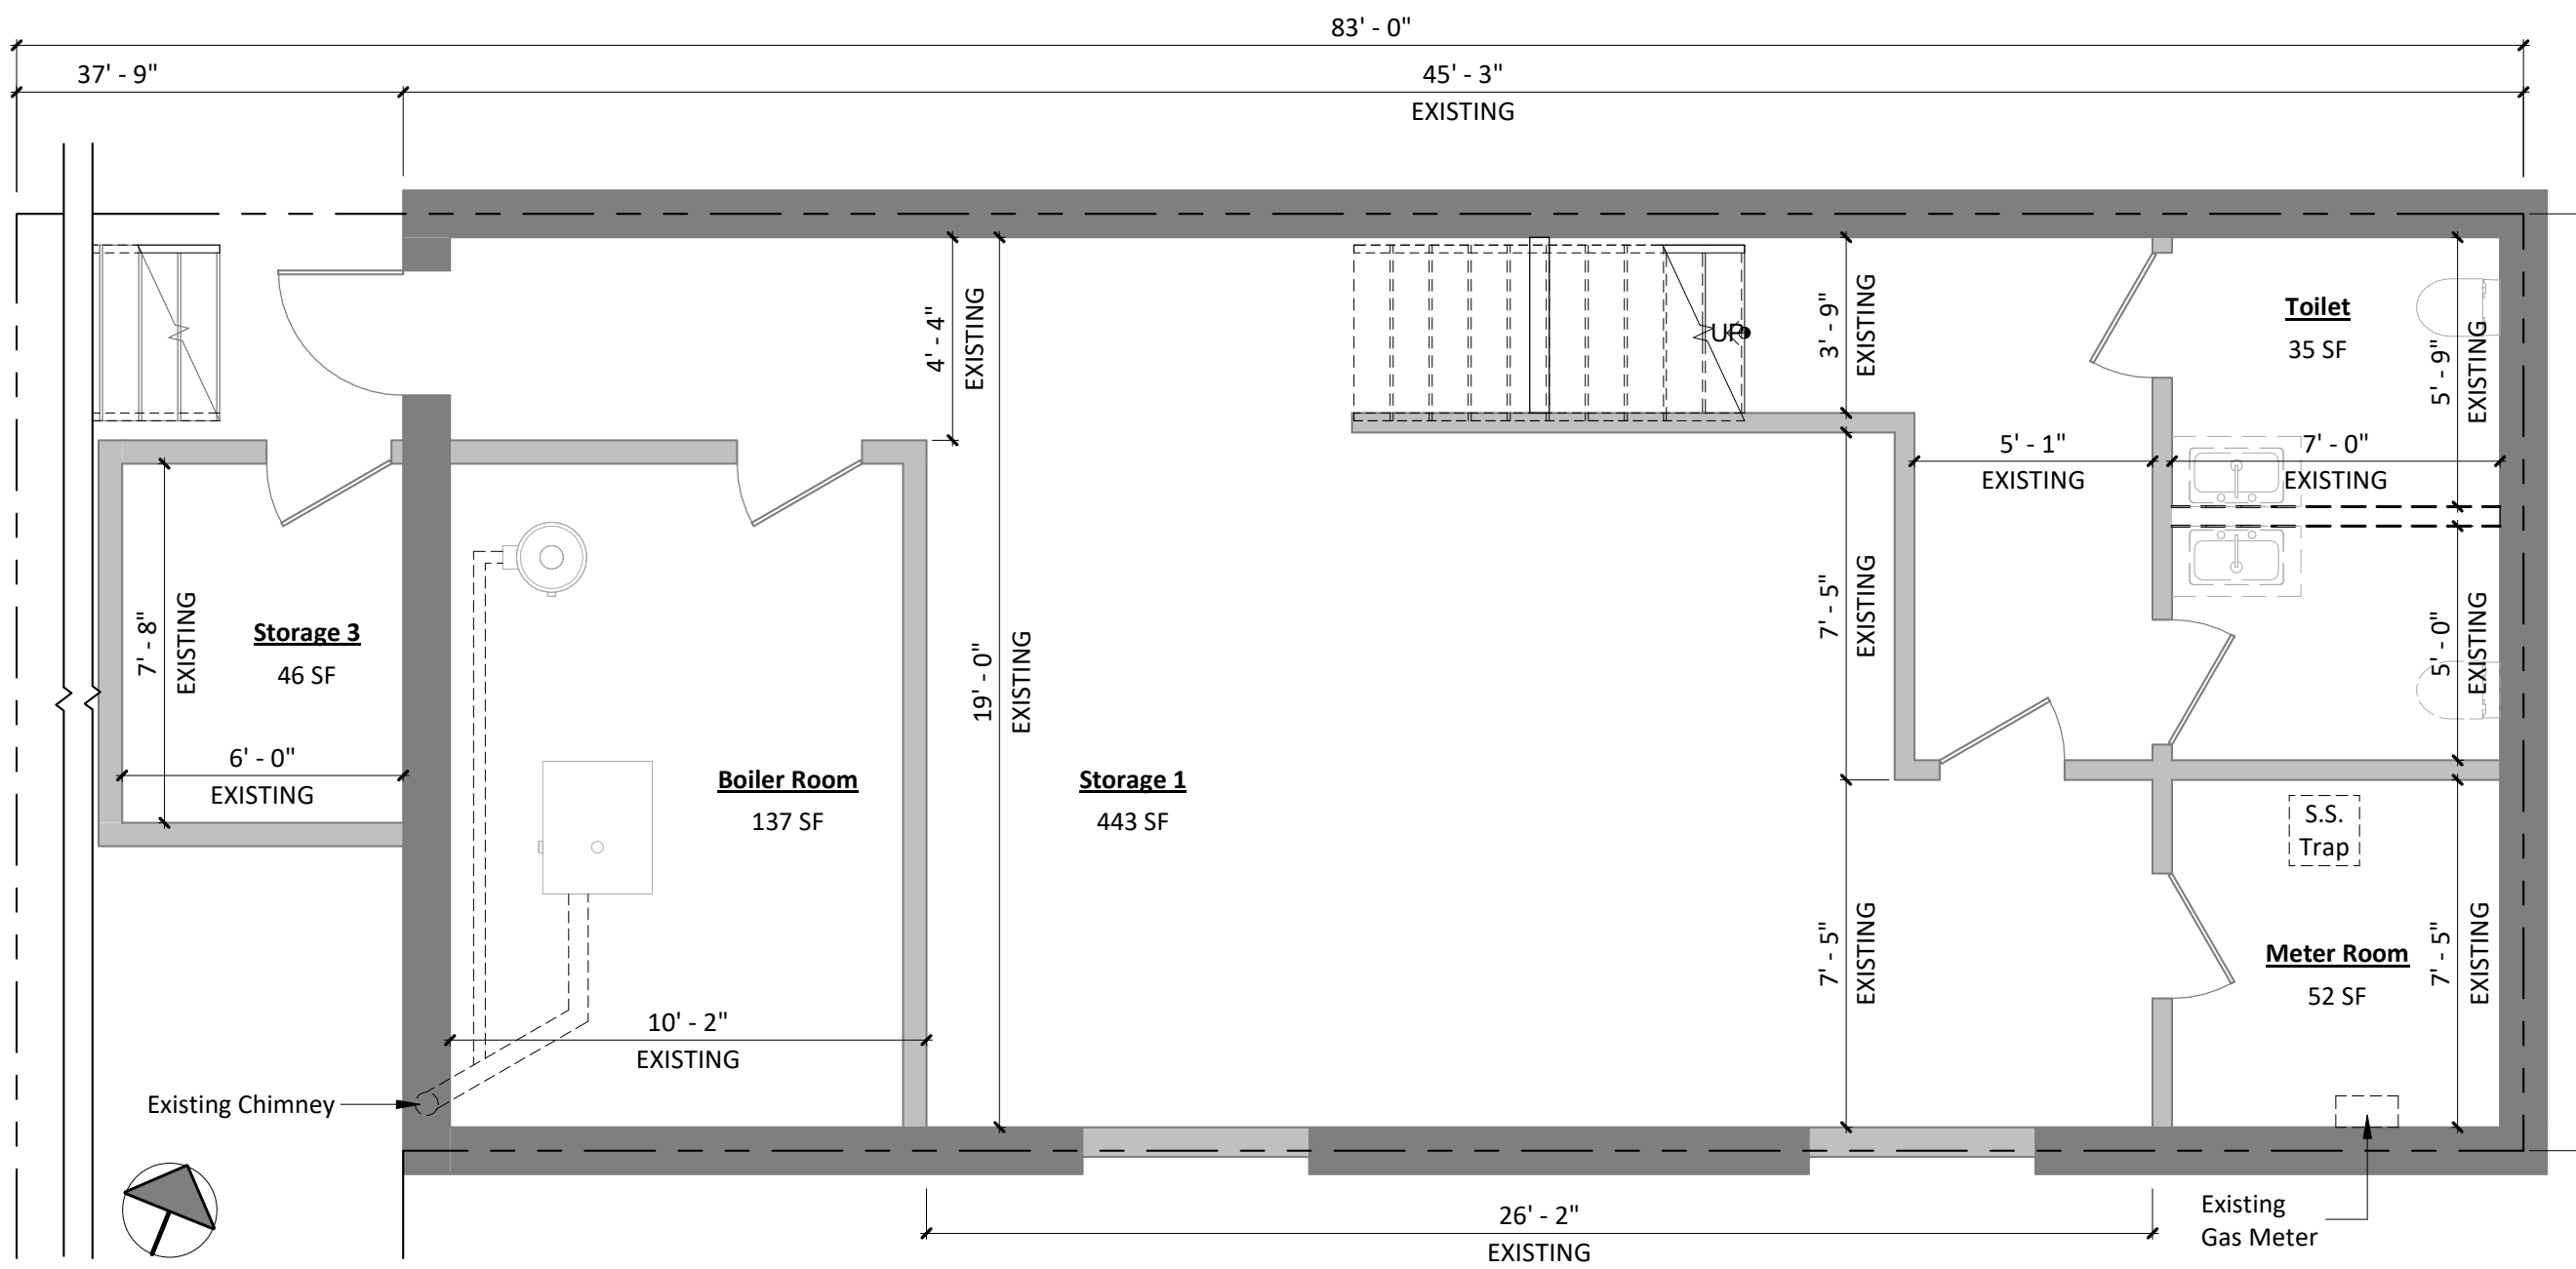 83' - 0"
37' - 9"
45' - 3"
EXISTING
4' - 4"
EXISTING
UP
3' - 9"
EXISTING
Toilet
35 SF
5' - 9"
EXISTING
5' - 1"
EXISTING
7' - 0"
EXISTING
7' - 8"
EXISTING
Storage 3
46 SF
6' - 0"
EXISTING
19' - 0"
EXISTING
7' - 5"
EXISTING
5' - 0"
EXISTING
Boiler Room
137 SF
Storage 1
443 SF
S.S.
Trap
7' - 5"
EXISTING
Meter Room
52 SF
7' - 5"
EXISTING
10' - 2"
EXISTING
Existing Chimney
26' - 2"
EXISTING
Existing
Gas Meter